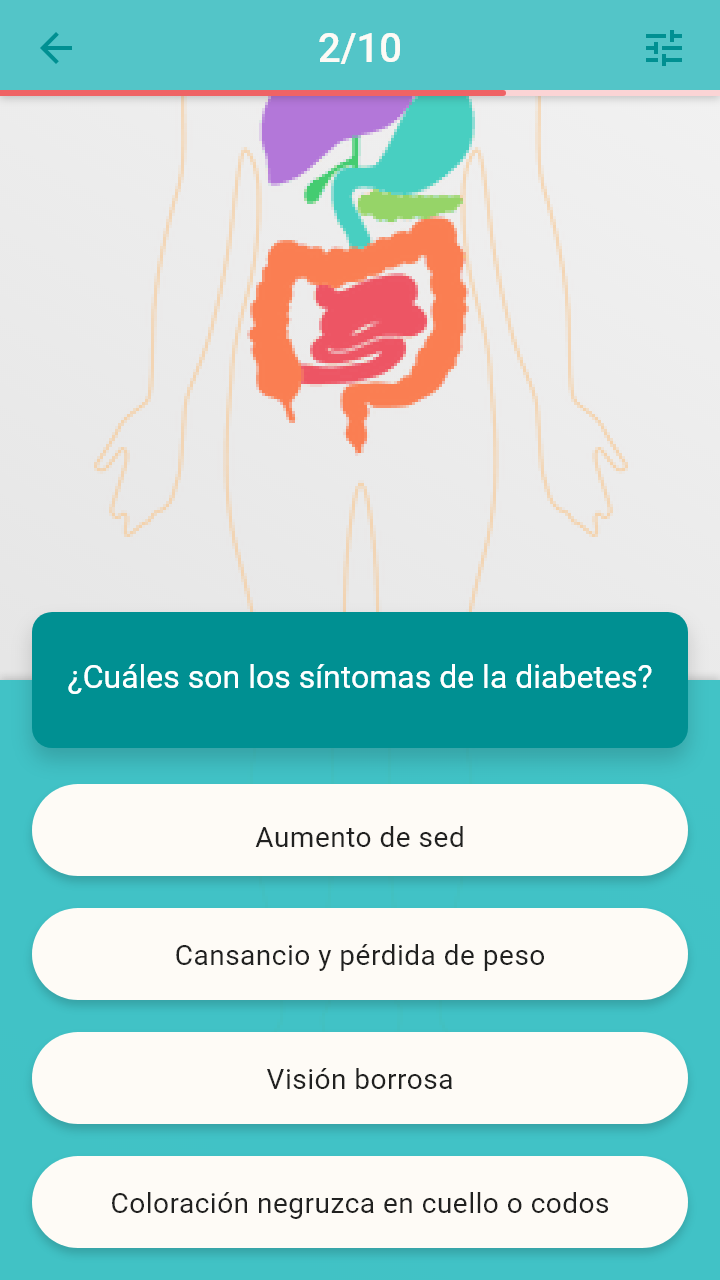 2/10
¿Cuáles son los síntomas de la diabetes?
Aumento de sed
Cansancio y pérdida de peso
Visión borrosa
Coloración negruzca en cuello o codos